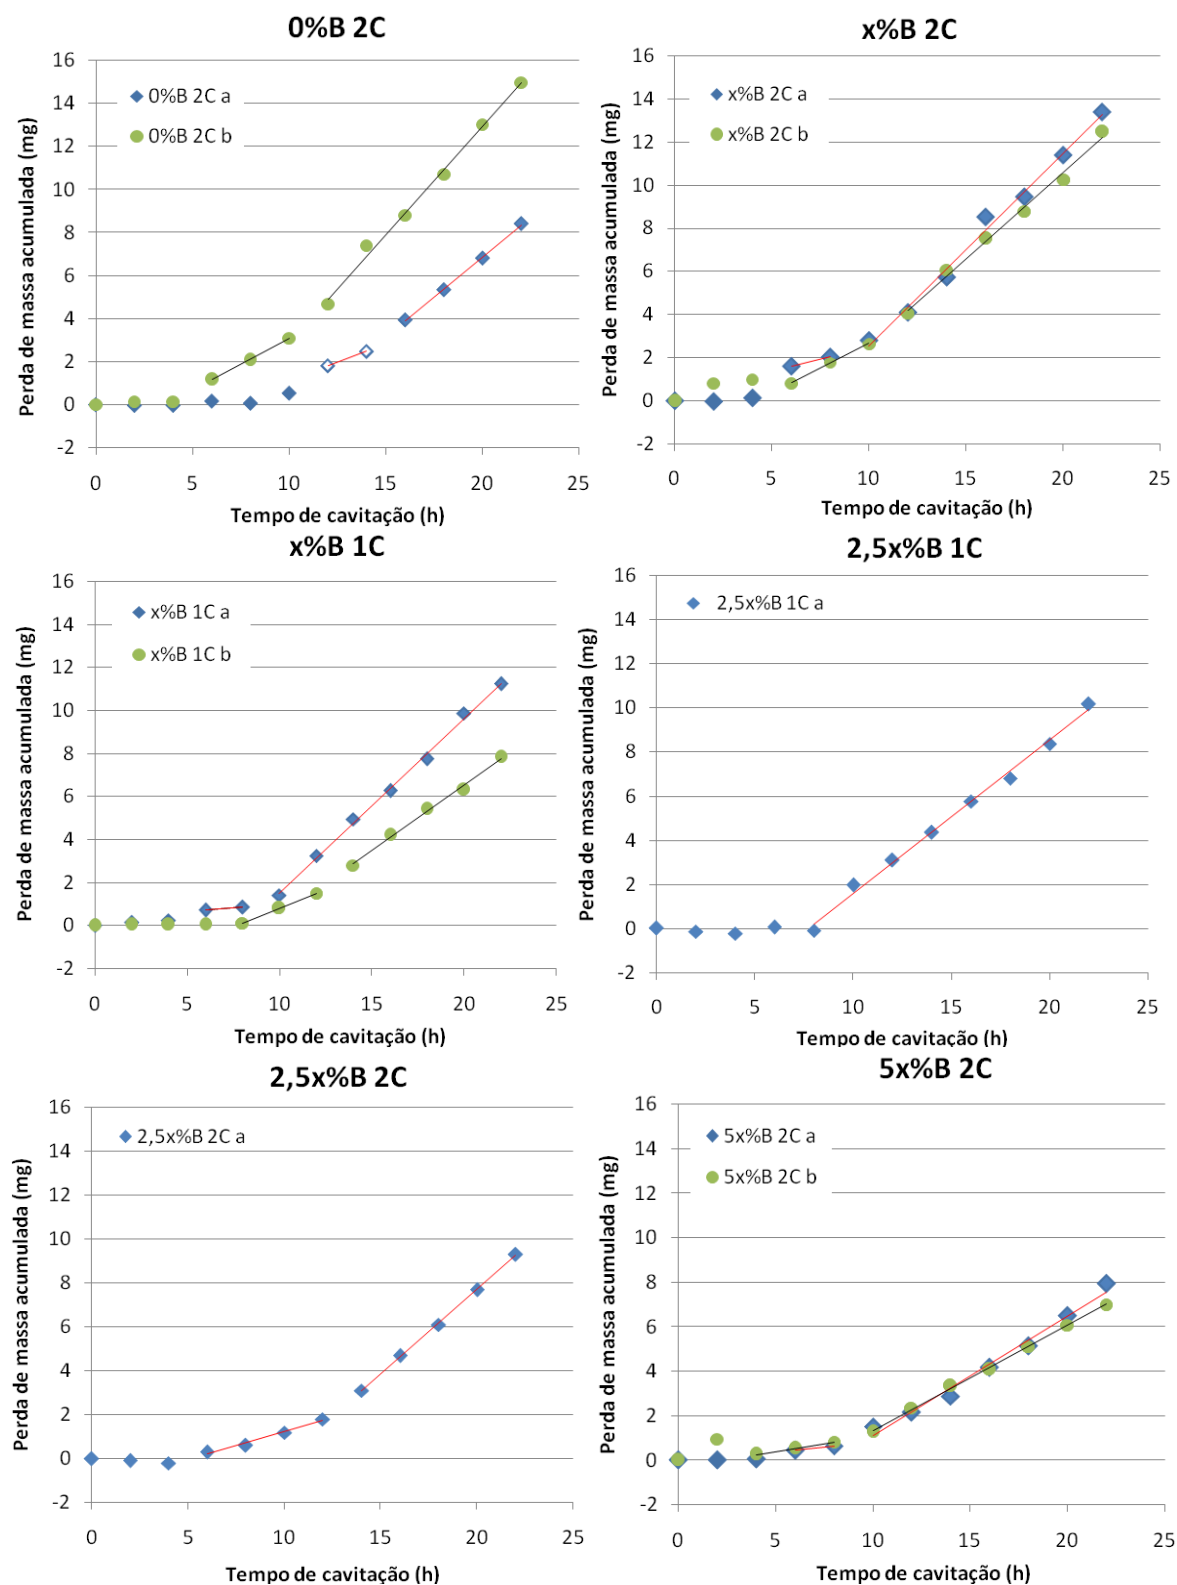 0%B 2C
Perda de massa acumulada (mg)
16
14
12
10
8
6
4
2
0
-2
0%B 2C a
0%B 2C b
0 5 10 15 20 25
Tempo de cavitação (h)
x%B 2C
Perda de massa acumulada (mg)
16
14
12
10
8
6
4
2
0
-2
x%B 2C a
x%B 2C b
0 5 10 15 20 25
Tempo de cavitação (h)
x%B 1C
Perda de massa acumulada (mg)
16
14
12
10
8
6
4
2
0
-2
x%B 1C a
x%B 1C b
0 5 10 15 20 25
Tempo de cavitação (h)
2,5x%B 1C
Perda de massa acumulada (mg)
16
14
12
10
8
6
4
2
0
-2
2,5x%B 1C a
0 5 10 15 20 25
Tempo de cavitação (h)
2,5x%B 2C
Perda de massa acumulada (mg)
16
14
12
10
8
6
4
2
0
-2
2,5x%B 2C a
0 5 10 15 20 25
Tempo de cavitação (h)
5x%B 2C
Perda de massa acumulada (mg)
16
14
12
10
8
6
4
2
0
-2
5x%B 2C a
5x%B 2C b
0 5 10 15 20 25
Tempo de cavitação (h)